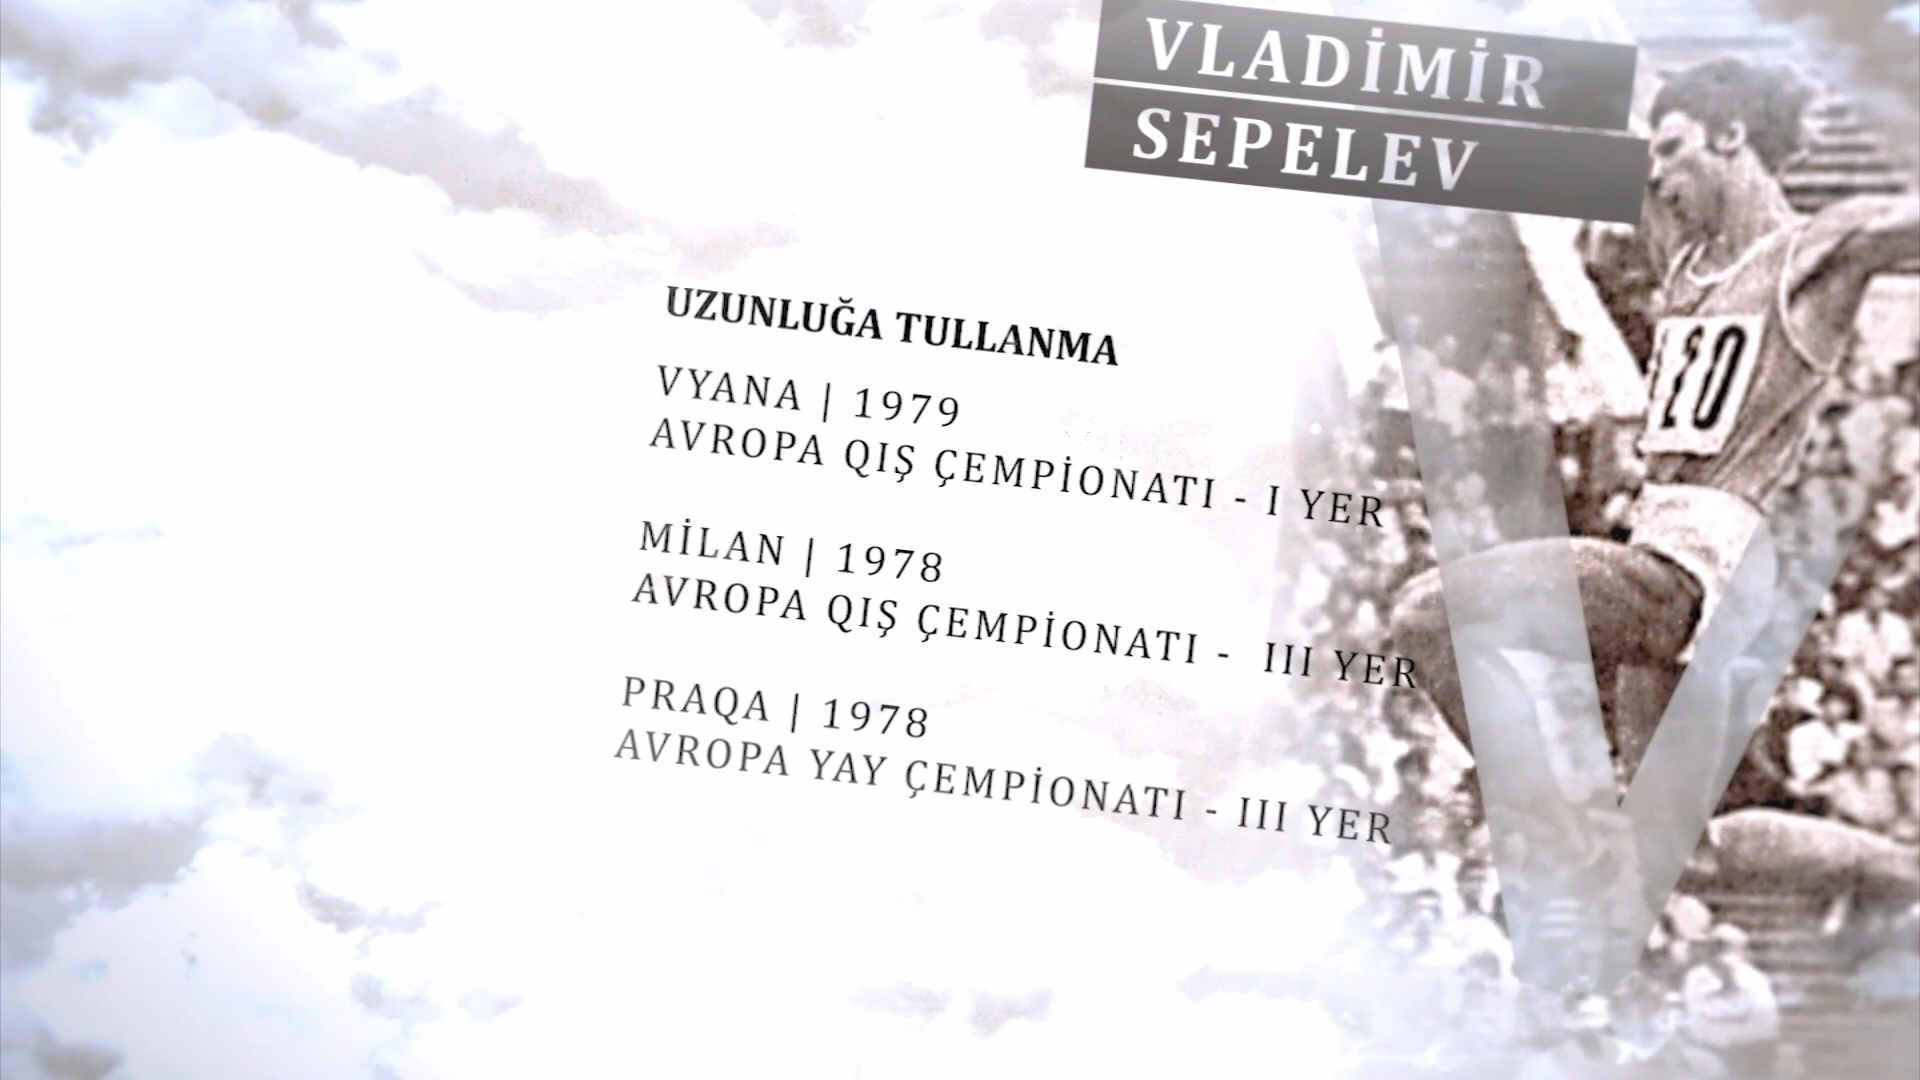 VLADİMİR
SEPELEV
UZUNLUĞA TULLANMA
VYANA | 1979
AVROPA QIŞ ÇEMPİONATI - I YER
MİLAN | 1978
AVROPA QIŞ ÇEMPİONATI - III YER
PRAQA | 1978
AVROPA YAY ÇEMPİONATI - III YER